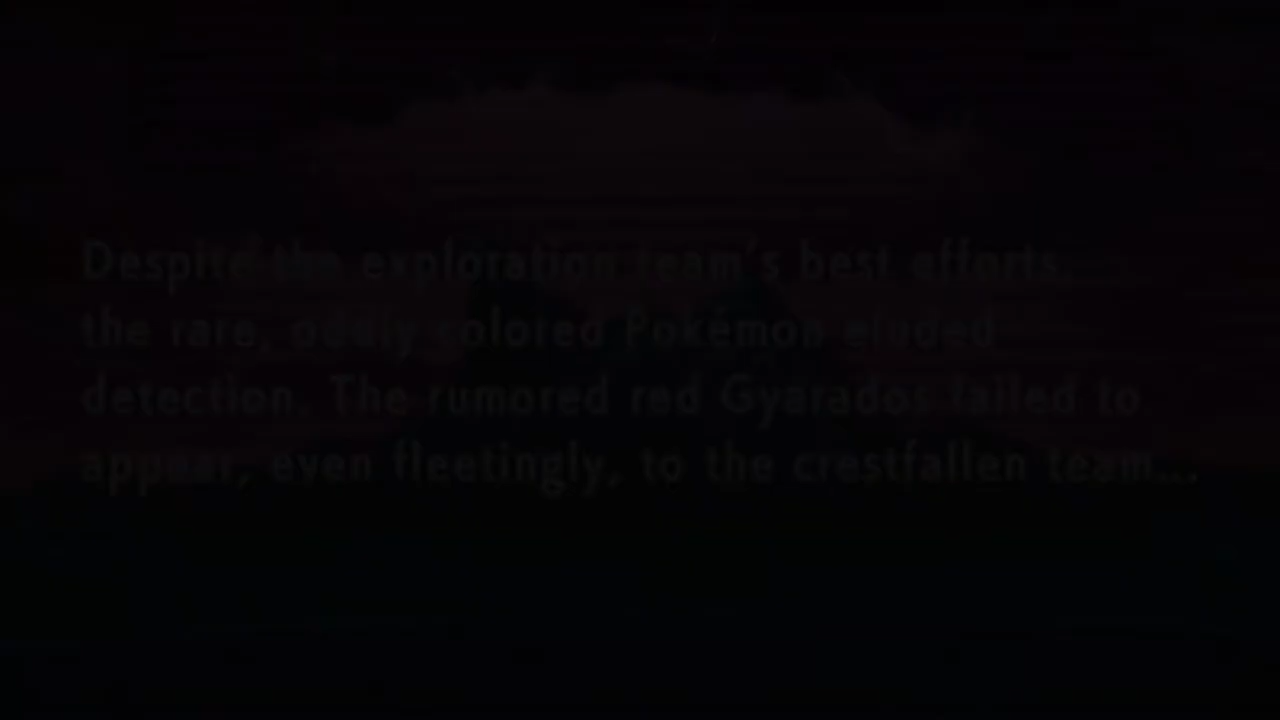 Despite the exploration team's best efforts,
the rare, oddly colored Pokémon eluded
detection. The rumored red Gyarados failed to
appear, even fleetingly, to the crestfallen team...